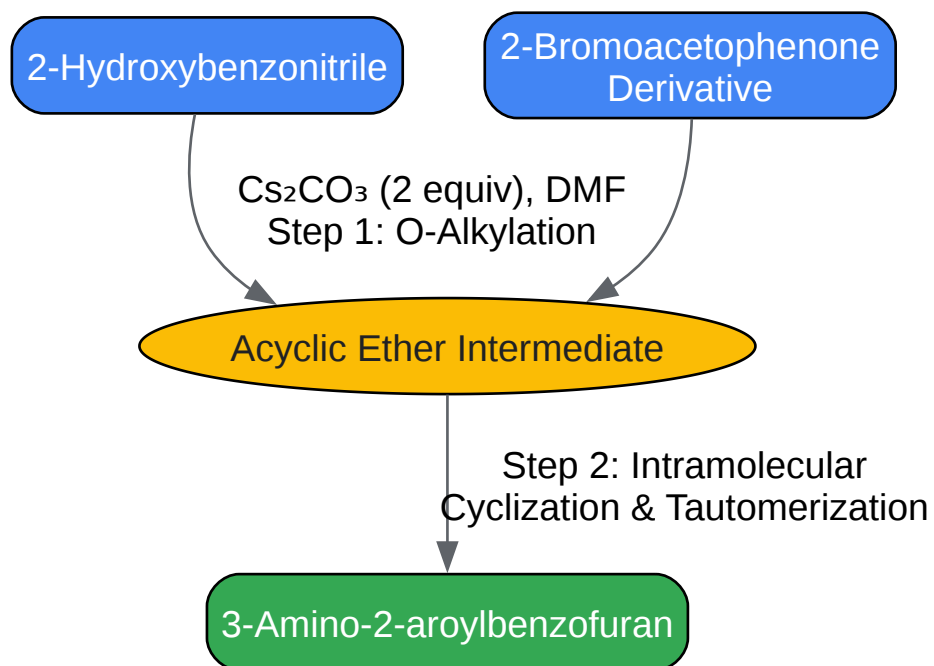 2-Hydroxybenzonitrile
2-Bromoacetophenone
Derivative
Cs₂CO₃ (2 equiv), DMF
Step 1: O-Alkylation
Acyclic Ether Intermediate
Step 2: Intramolecular
Cyclization & Tautomerization
3-Amino-2-aroylbenzofuran